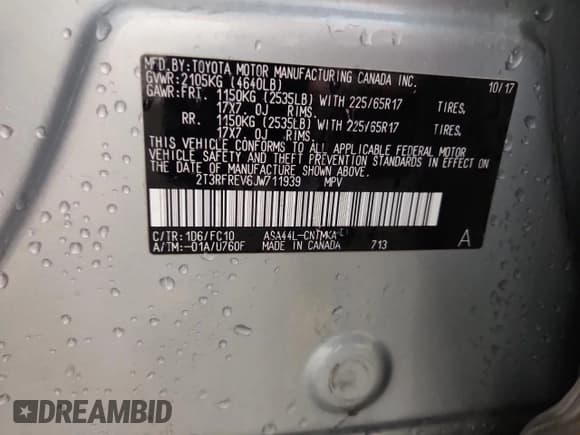 MFD.BY:TOYOTA MOTOR MANUFACTURING CANADA INC. 10/17
GVWR:2105KG (4640LB)
GAWR:FRT. 1150KG (2535LB) WITH 225/65R17 TIRES,
17X7.0J RIMS.
RR. 1150KG (2535LB) WITH 225/65R17 TIRES,
17X7.0J RIMS.
THIS VEHICLE CONFORMS TO ALL APPLICABLE FEDERAL MOTOR
VEHICLE SAFETY AND THEFT PREVENTION STANDARDS IN EFFECT
ON THE DATE OF MANUFACTURE SHOWN ABOVE.
2T3RFREV6JW711939 MPV
C/TR:1D6/FC10 ASA44L-CNTMKA
A/TM:-01A/U760F MADE IN CANADA 713 A
DREAMBID